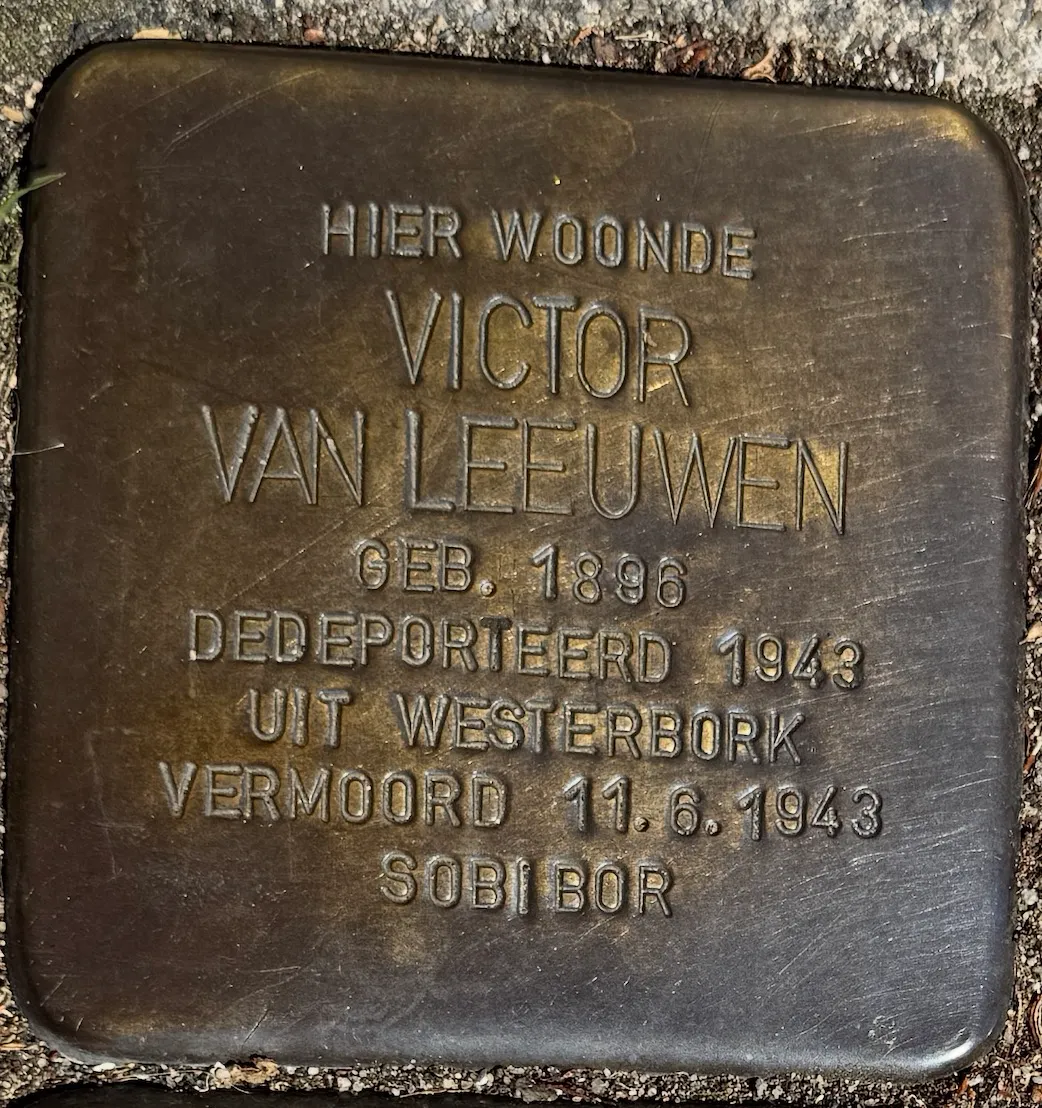 HIER WOONDE
VICTOR
VAN LEEUWEN
GEB. 1896
DEDEPORTEERD 1943
UIT WESTERBORK
VERMOORD 11.6.1943
SOBIBOR